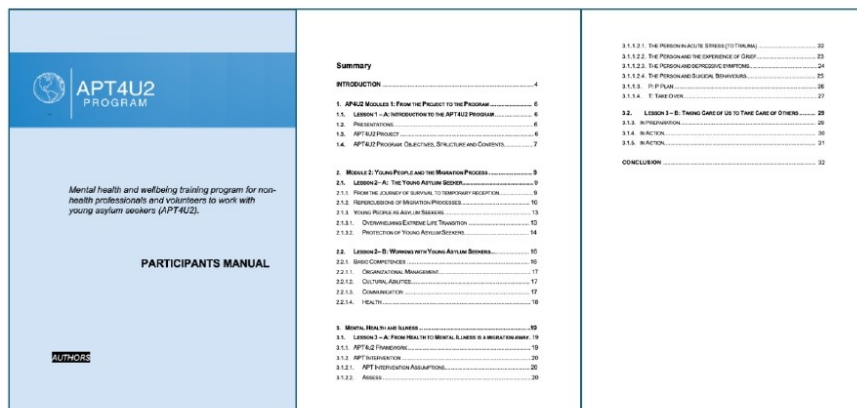 APT4U2
PROGRAM
Mental health and wellbeing training program for non-
health professionals and volunteers to work with
young asylum seekers (APT4U2).
PARTICIPANTS MANUAL
AUTHORS
Summary
INTRODUCTION ........ 4
1. AP4U2 MODULES 1: FROM THE PROJECT TO THE PROGRAM ........ 6
1.1. LESSON 1 – A: INTRODUCTION TO THE APT4U2 PROGRAM ........ 6
1.2. PRESENTATIONS ........ 6
1.3. APT4U2 PROJECT ........ 6
1.4. APT4U2 PROGRAM: OBJECTIVES, STRUCTURE AND CONTENTS ........ 7
2. MODULE 2: YOUNG PEOPLE AND THE MIGRATION PROCESS ........ 9
2.1. LESSON 2– A: THE YOUNG ASYLUM SEEKER ........ 9
2.1.1. FROM THE JOURNEY OF SURVIVAL TO TEMPORARY RECEPTION ........ 9
2.1.2. REPERCUSSIONS OF MIGRATION PROCESSES ........ 10
2.1.3. YOUNG PEOPLE AS ASYLUM SEEKERS ........ 13
2.1.3.1. OVERWHELMING EXTREME LIFE TRANSITION ........ 13
2.1.3.2. PROTECTION OF YOUNG ASYLUM SEEKERS ........ 14
2.2. LESSON 2– B: WORKING WITH YOUNG ASYLUM SEEKERS ........ 16
2.2.1. BASIC COMPETENCES ........ 16
2.2.1.1. ORGANIZATIONAL MANAGEMENT ........ 17
2.2.1.2. CULTURAL ABILITIES ........ 17
2.2.1.3. COMMUNICATION ........ 17
2.2.1.4. HEALTH ........ 18
3. MENTAL HEALTH AND ILLNESS ........ 19
3.1. LESSON 3 – A: FROM HEALTH TO MENTAL ILLNESS IS A MIGRATION AWAY. 19
3.1.1. APT4U2 FRAMEWORK ........ 19
3.1.2. APT INTERVENTION ........ 20
3.1.2.1. APT INTERVENTION ASSUMPTIONS ........ 20
3.1.2.2. ASSESS ........ 20
3.1.1.2.1. THE PERSON IN ACUTE STRESS (TO TRAUMA) ........ 22
3.1.1.2.2. THE PERSON AND THE EXPERIENCE OF GRIEF ........ 23
3.1.1.2.3. THE PERSON AND DEPRESSIVE SYMPTOMS ........ 24
3.1.1.2.4. THE PERSON AND SUICIDAL BEHAVIOURS ........ 25
3.1.1.3. P: P PLAN ........ 26
3.1.1.4. T: TAKE OVER ........ 27
3.2. LESSON 3 – B: TAKING CARE OF US TO TAKE CARE OF OTHERS ........ 29
3.1.3. IN PREPARATION ........ 29
3.1.4. IN ACTION ........ 30
3.1.5. IN ACTION ........ 31
CONCLUSION ........ 32